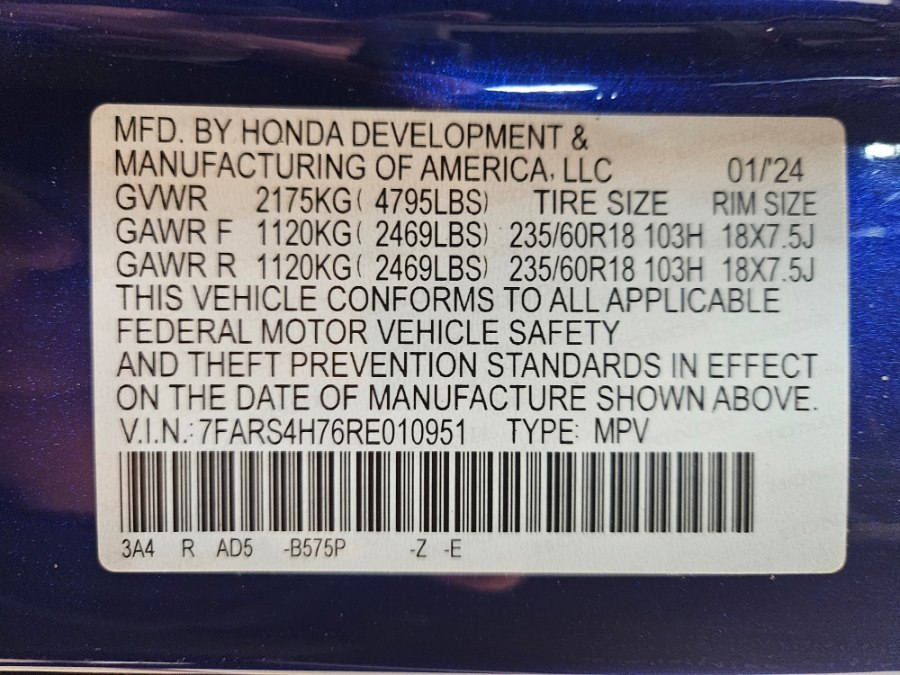 MFD. BY HONDA DEVELOPMENT &
MANUFACTURING OF AMERICA, LLC 01/'24
GVWR 2175KG( 4795LBS) TIRE SIZE RIM SIZE
GAWR F 1120KG( 2469LBS) 235/60R18 103H 18X7.5J
GAWR R 1120KG( 2469LBS) 235/60R18 103H 18X7.5J
THIS VEHICLE CONFORMS TO ALL APPLICABLE
FEDERAL MOTOR VEHICLE SAFETY
AND THEFT PREVENTION STANDARDS IN EFFECT
ON THE DATE OF MANUFACTURE SHOWN ABOVE.
V.I.N.: 7FARS4H76RE010951 TYPE: MPV
3A4 R AD5 -B575P -Z -E